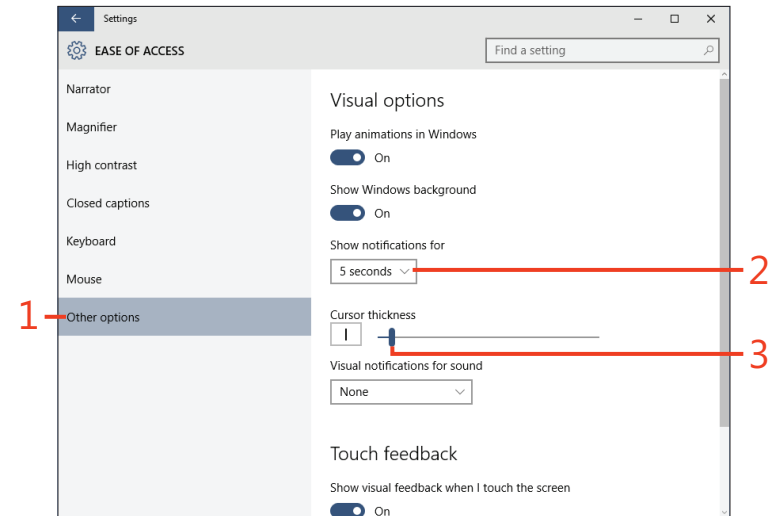 Settings
EASE OF ACCESS
Find a setting
Narrator
Magnifier
High contrast
Closed captions
Keyboard
Mouse
1
Other options
Visual options
Play animations in Windows
On
Show Windows background
On
Show notifications for
5 seconds
2
Cursor thickness
3
Visual notifications for sound
None
Touch feedback
Show visual feedback when I touch the screen
On